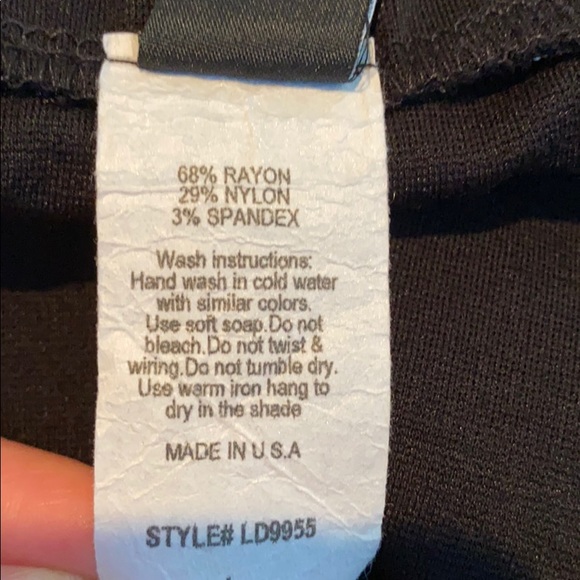 68% RAYON
29% NYLON
3% SPANDEX
Wash instructions:
Hand wash in cold water
with similar colors.
Use soft soap.Do not
bleach.Do not twist &
wiring.Do not tumble dry.
Use warm iron hang to
dry in the shade
MADE IN U S.A
STYLE# LD9955